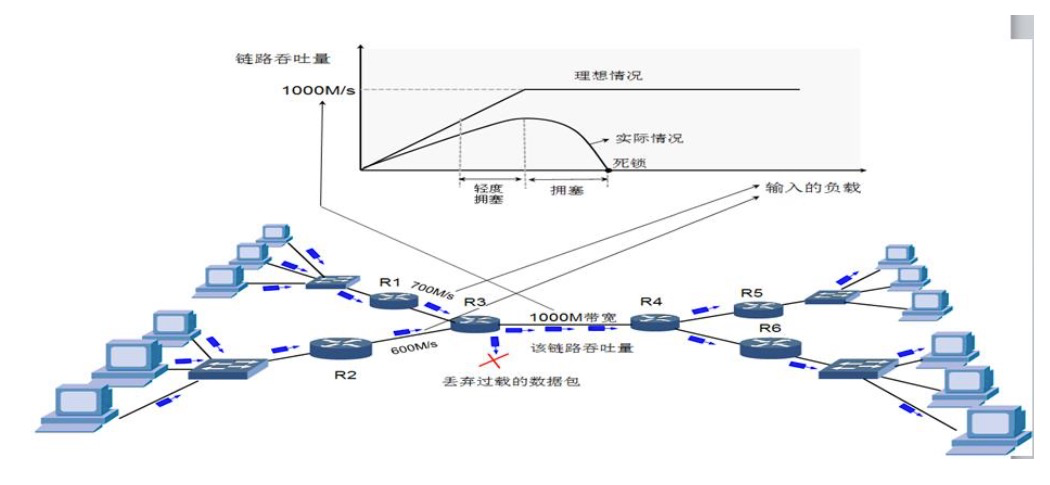 链路吞吐量
1000M/s
理想情况
实际情况
死锁
轻度
拥塞
拥塞
输入的负载
R1
700M/s
R3
1000M带宽
R4
R5
R6
600M/s
R2
该链路吞吐量
丢弃过载的数据包